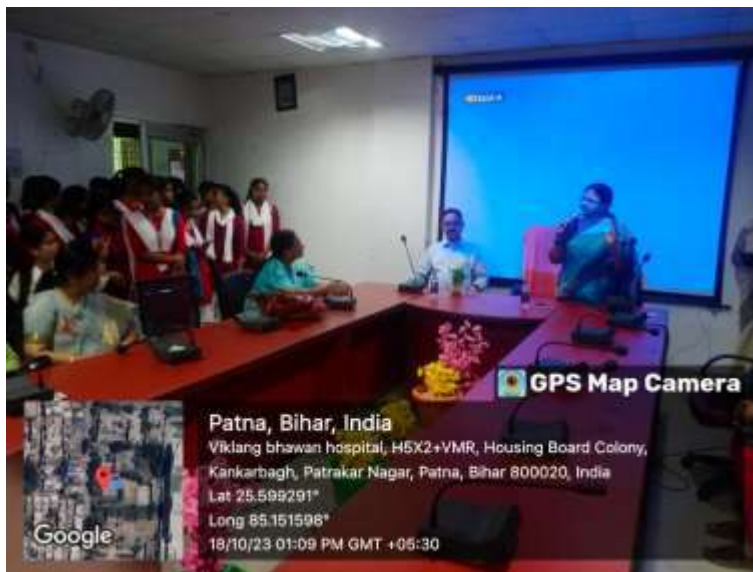 GPS Map Camera
Patna, Bihar, India
Viklang bhawan hospital, H5X2+VMR, Housing Board Colony,
Kankarbagh, Patrakar Nagar, Patna, Bihar 800020, India
Lat 25.599291°
Long 85.151598°
18/10/23 01:09 PM GMT +05:30
Google